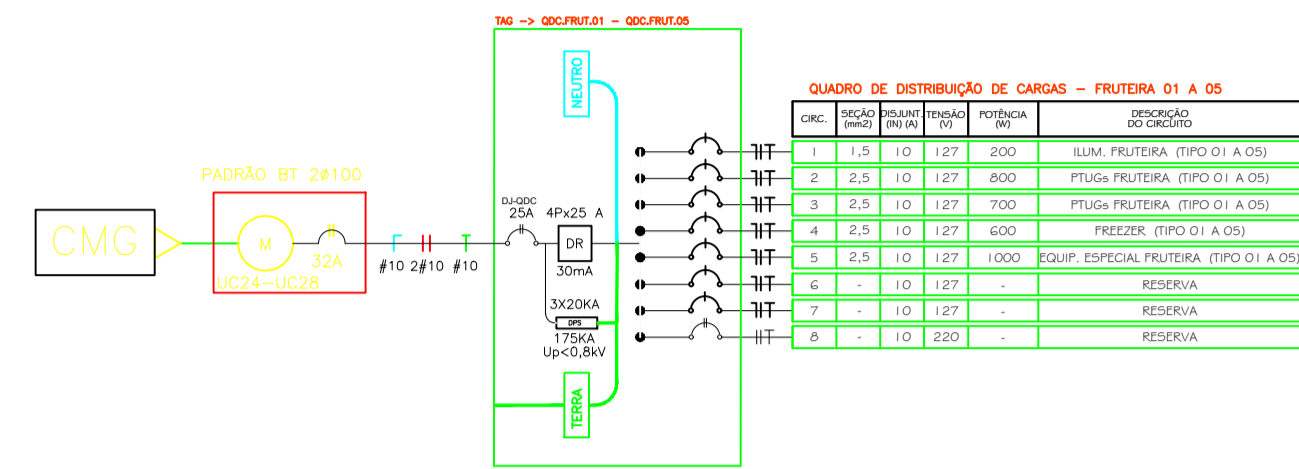 TAG -> QDC.FRUT.01 - QDC.FRUT.05
NEUTRO
QUADRO DE DISTRIBUIÇÃO DE CARGAS - FRUTEIRA 01 A 05
CIRC. SEÇÃO (mm2) DISJUNT. (IN) (A) TENSÃO (V) POTÊNCIA (W) DESCRIÇÃO DO CIRCUITO
1 1,5 10 127 200 ILUM. FRUTEIRA (TIPO 01 A 05)
2 2,5 10 127 800 PTUGs FRUTEIRA (TIPO 01 A 05)
3 2,5 10 127 700 PTUGs FRUTEIRA (TIPO 01 A 05)
4 2,5 10 127 600 FREEZER (TIPO 01 A 05)
5 2,5 10 127 1000 EQUIP. ESPECIAL FRUTEIRA (TIPO 01 A 05)
6 - 10 127 - RESERVA
7 - 10 127 - RESERVA
8 - 10 220 - RESERVA
PADRÃO BT 2ø100
CMG
M
32A
UC24-UC28
#10 2#10 #10
DJ-QDC
25A
4Px25 A
DR
30mA
3X20KA
DPS
175KA
Up<0,8kV
TERRA